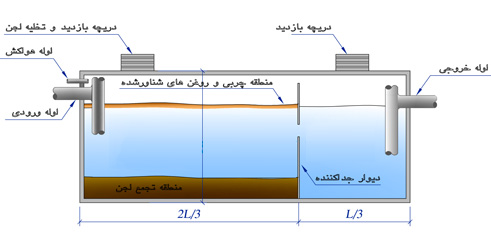 دریچه بازدید و تخلیه لجن
دریچه بازدید
لوله هواکش
لوله خروجی
منطقه چربی و روغن های شناورشده
لوله ورودی
دیوار جداکننده
منطقه تجمع لجن
2L/3
L/3